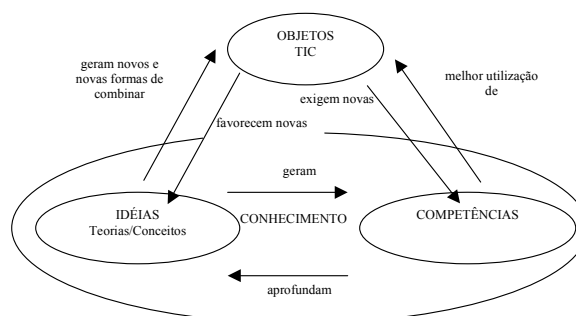 OBJETOS
TIC
geram novos e
novas formas de
combinar
melhor utilização
de
exigem novas
favorecem novas
geram
IDÉIAS
Teorias/Conceitos
CONHECIMENTO
COMPETÊNCIAS
aprofundam